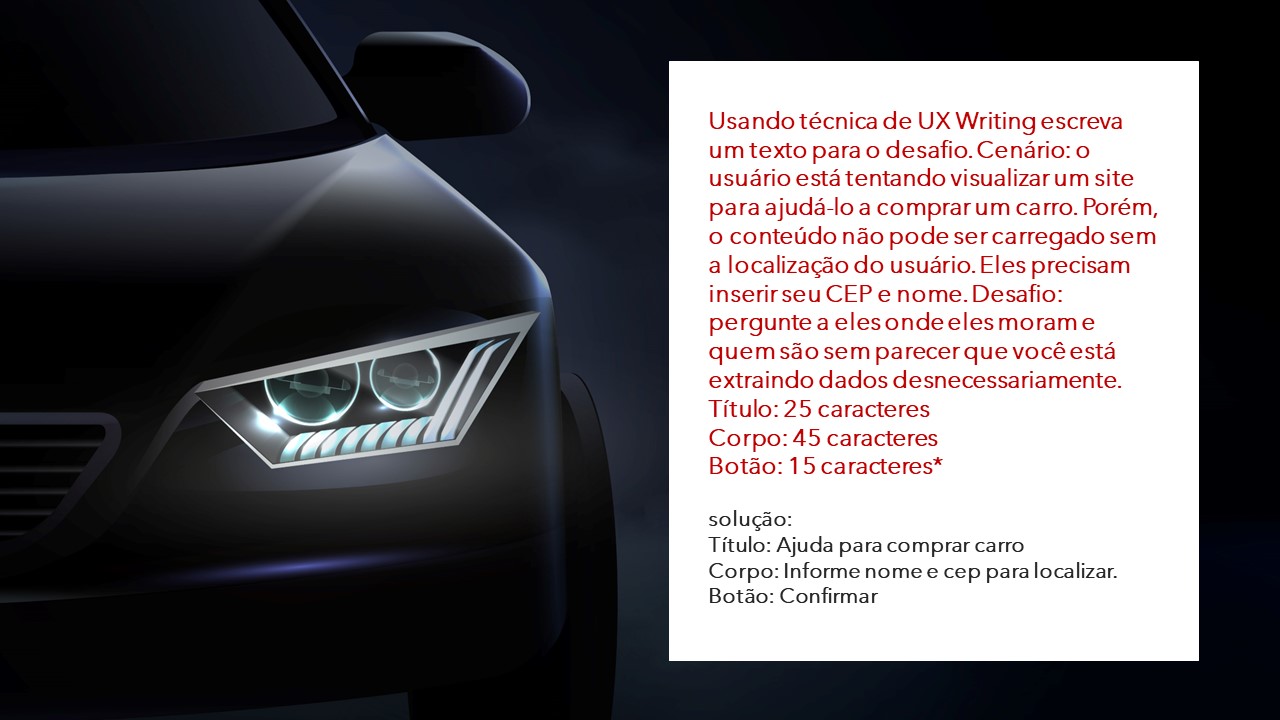 Usando técnica de UX Writing escreva
um texto para o desafio. Cenário: o
usuário está tentando visualizar um site
para ajudá-lo a comprar um carro. Porém,
o conteúdo não pode ser carregado sem
a localização do usuário. Eles precisam
inserir seu CEP e nome. Desafio:
pergunte a eles onde eles moram e
quem são sem parecer que você está
extraindo dados desnecessariamente.
Título: 25 caracteres
Corpo: 45 caracteres
Botão: 15 caracteres*
solução:
Título: Ajuda para comprar carro
Corpo: Informe nome e cep para localizar.
Botão: Confirmar